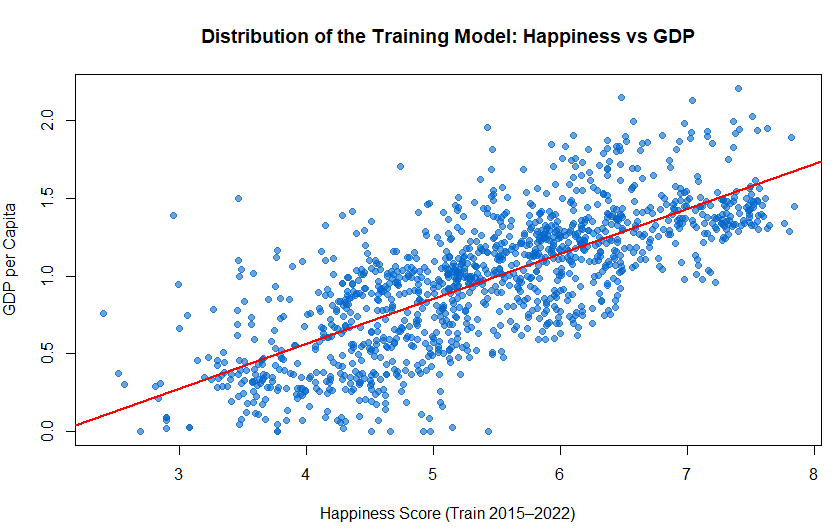 Distribution of the Training Model: Happiness vs GDP
GDP per Capita
2.0
1.5
1.0
0.5
0.0
3 4 5 6 7 8
Happiness Score (Train 2015–2022)